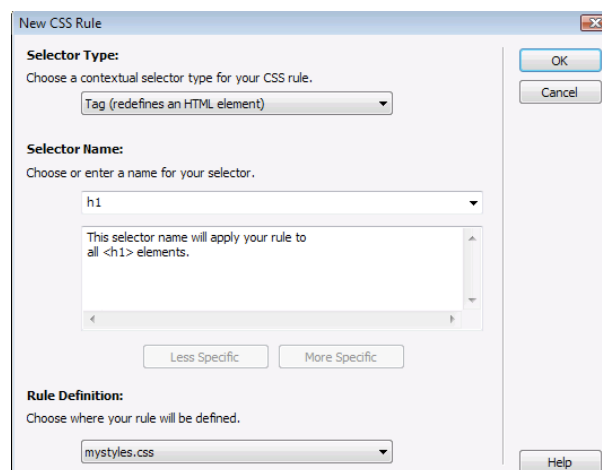 New CSS Rule
Selector Type:
OK
Choose a contextual selector type for your CSS rule.
Cancel
Tag (redefines an HTML element)
Selector Name:
Choose or enter a name for your selector.
h1
This selector name will apply your rule to
all <h1> elements.
Less Specific
More Specific
Rule Definition:
Choose where your rule will be defined.
mystyles.css
Help